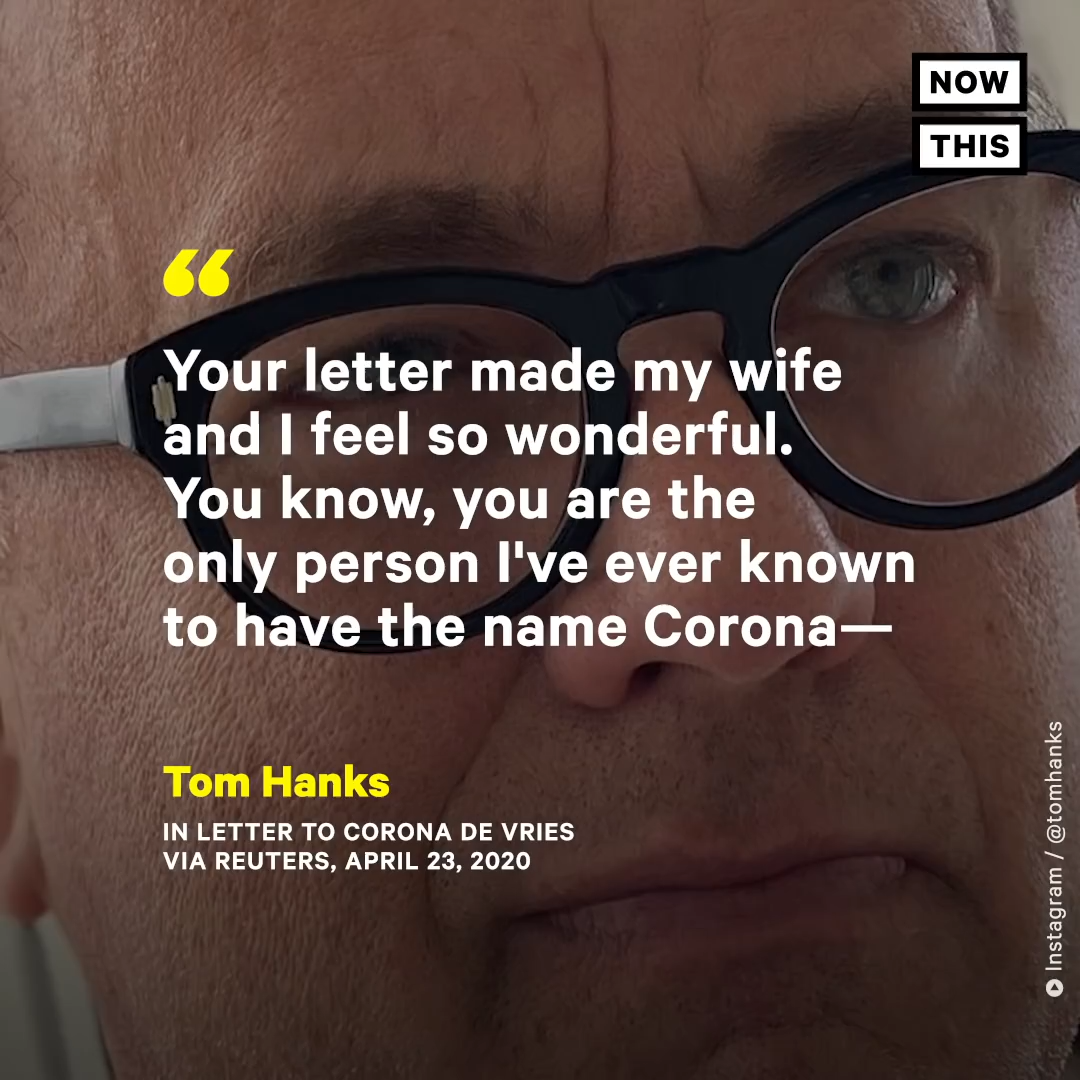 NOW
THIS
“
Your letter made my wife
and I feel so wonderful.
You know, you are the
only person I've ever known
to have the name Corona—
Tom Hanks
IN LETTER TO CORONA DE VRIES
VIA REUTERS, APRIL 23, 2020
Instagram / @tomhanks